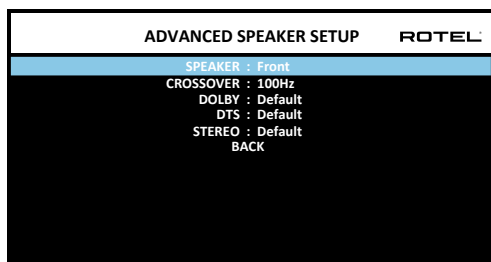 ADVANCED SPEAKER SETUP ROTEL
SPEAKER : Front
CROSSOVER : 100Hz
DOLBY : Default
DTS : Default
STEREO : Default
BACK